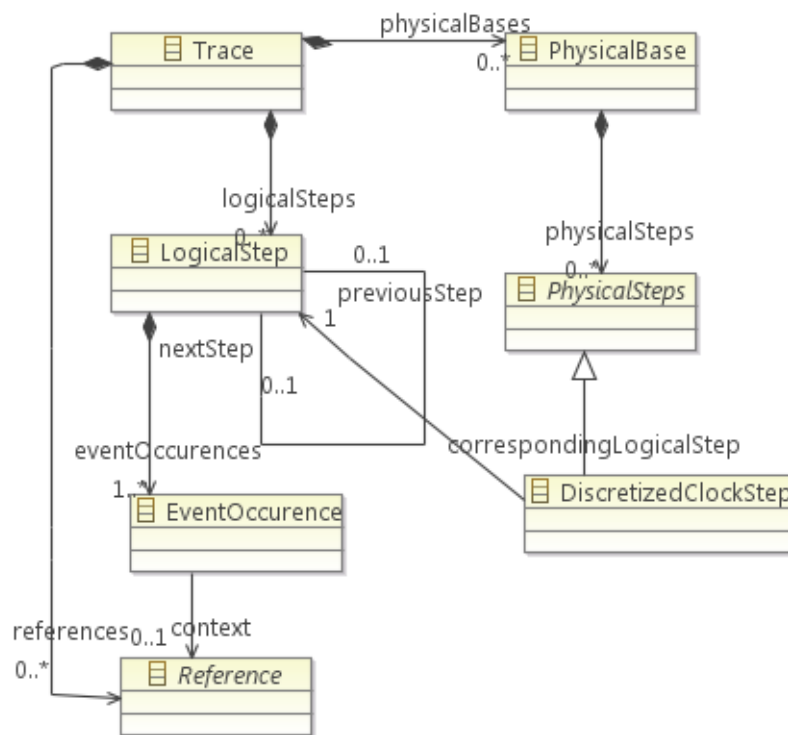 physicalBases
Trace
PhysicalBase
0..*
logicalSteps
0..*
physicalSteps
0..*
LogicalStep
0..1
previousStep
PhysicalSteps
1
nextStep
0..1
correspondingLogicalStep
eventOccurences
1..*
DiscretizedClockStep
EventOccurence
references
0..1
context
0..*
Reference